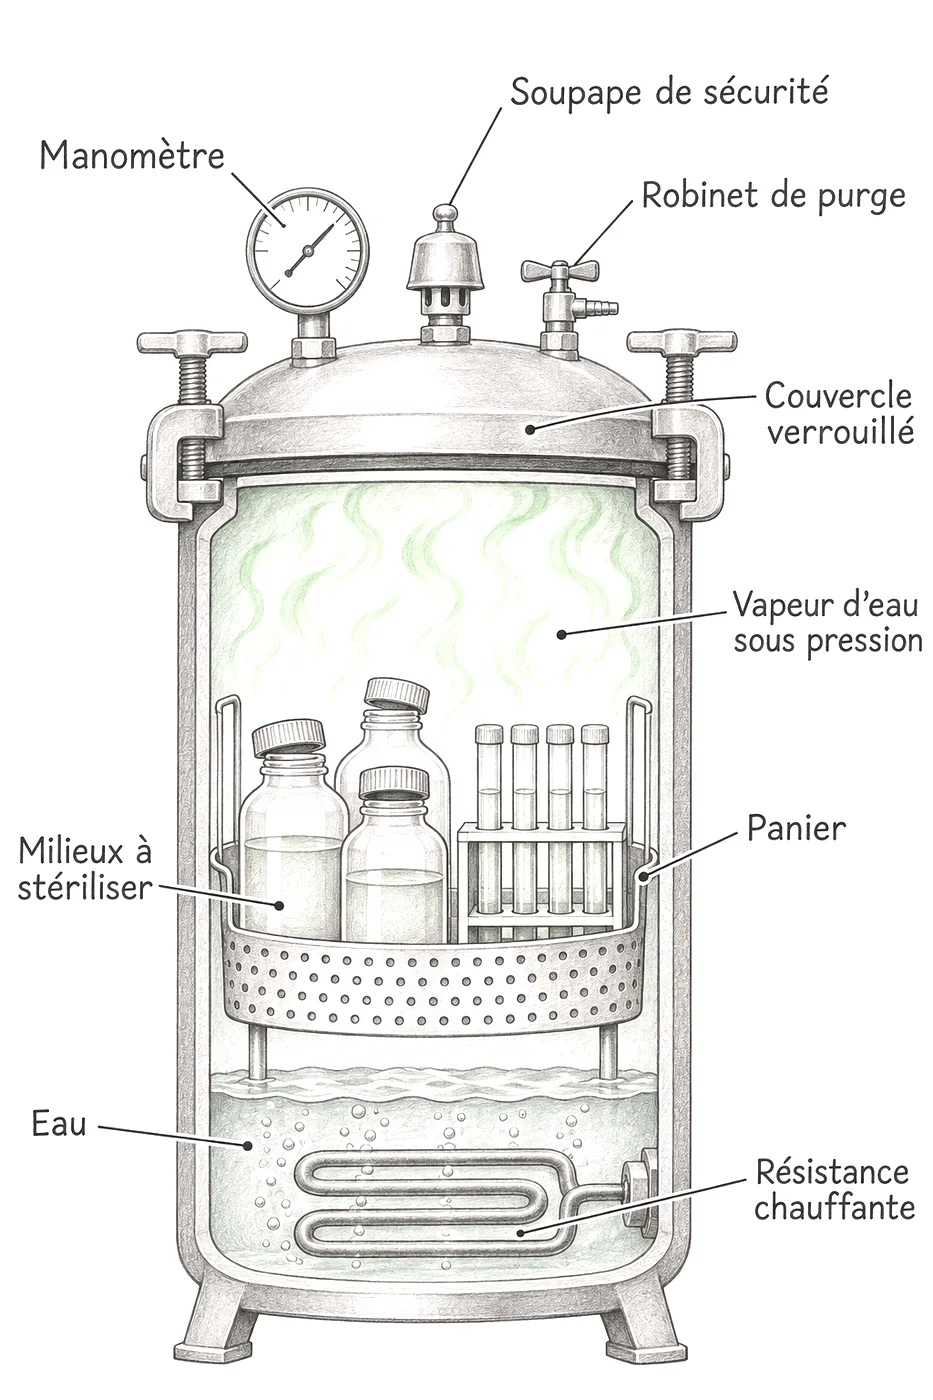 Soupape de sécurité
Manomètre
Robinet de purge
Couvercle
verrouillé
Vapeur d'eau
sous pression
Panier
Milieux à
stériliser
Eau
Résistance
chauffante